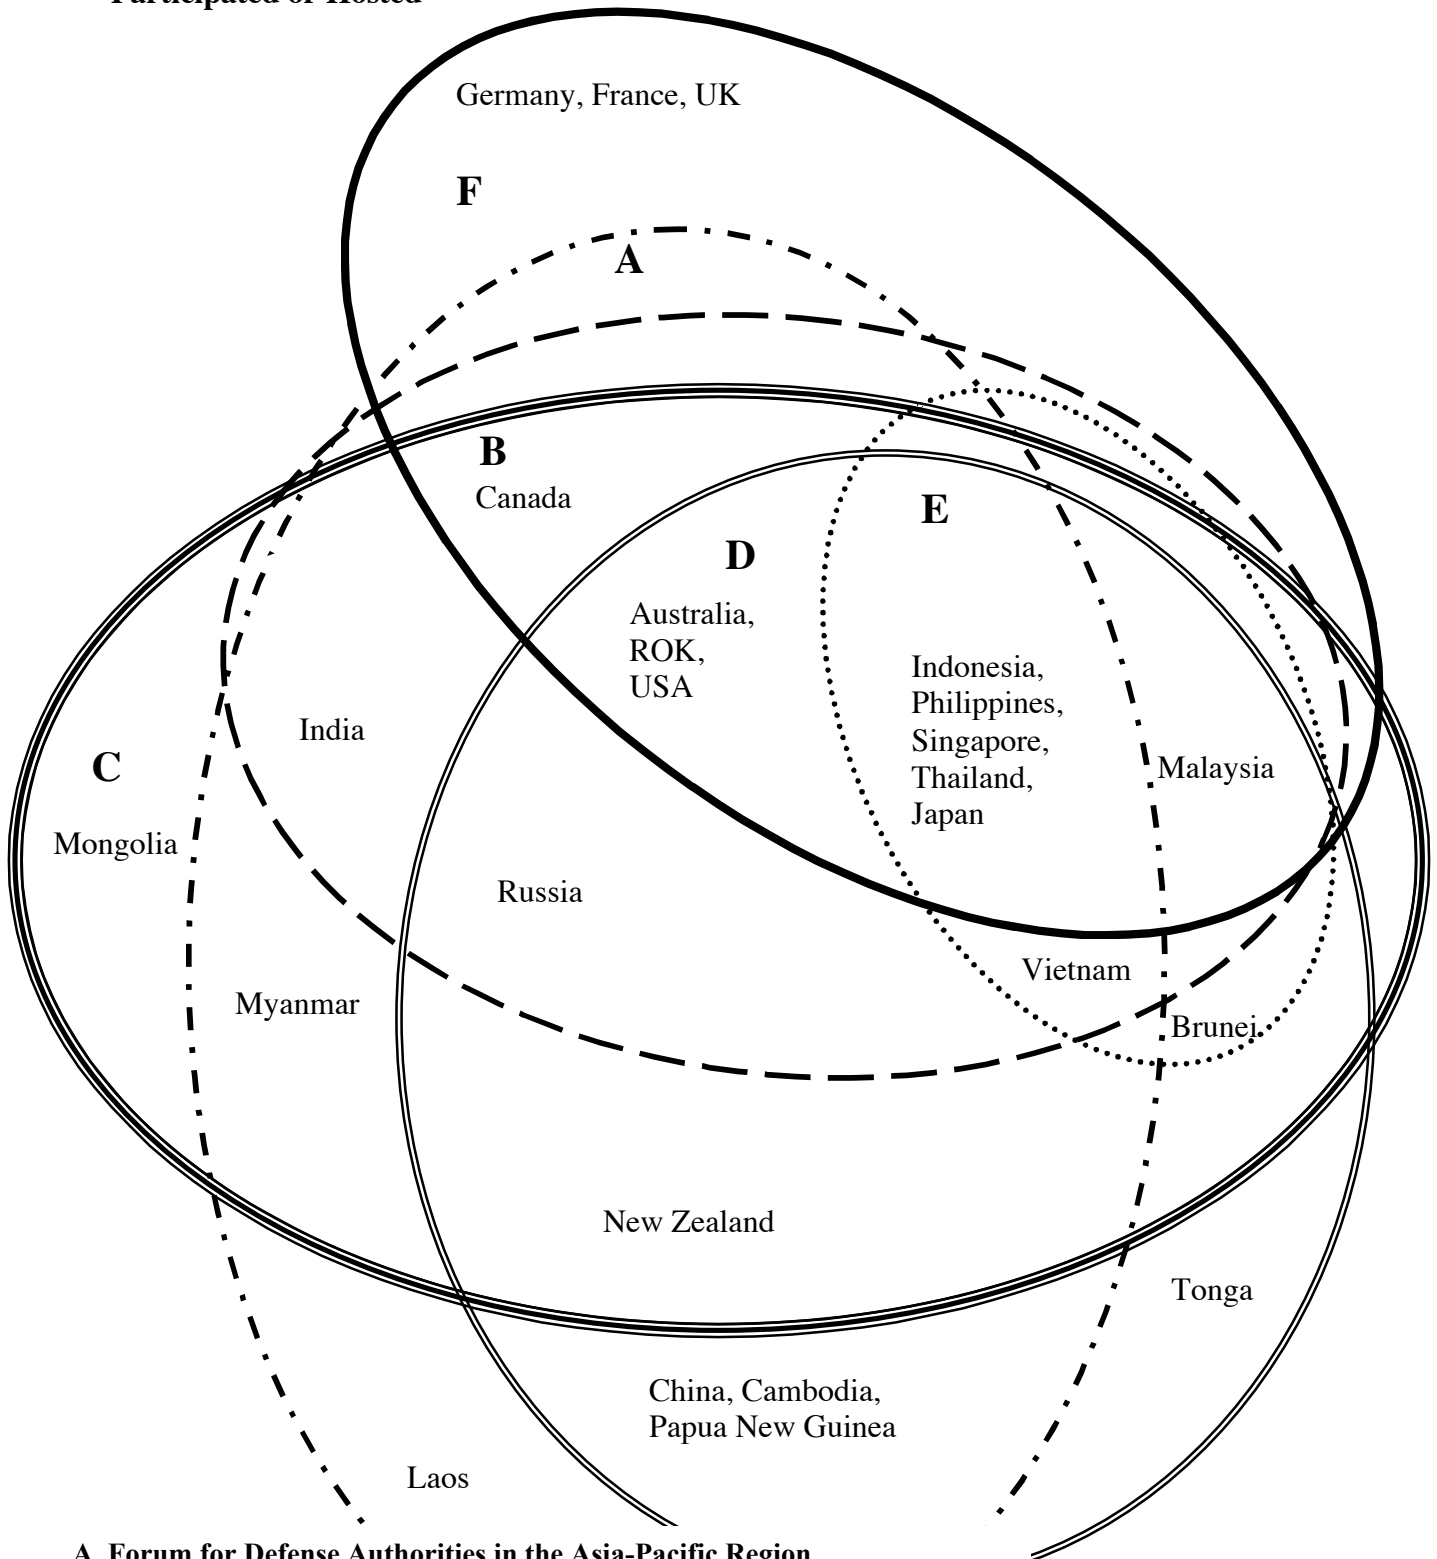 Participated or Hosted
Germany, France, UK
F
A
B
Canada
E
D
Australia,
ROK,
USA
Indonesia,
Philippines,
Singapore,
Thailand,
Japan
India
C
Malaysia
Mongolia
Russia
Vietnam
Myanmar
Brunei
New Zealand
Tonga
China, Cambodia,
Papua New Guinea
Laos
A Forum for Defense Authorities in the Asia-Pacific Region